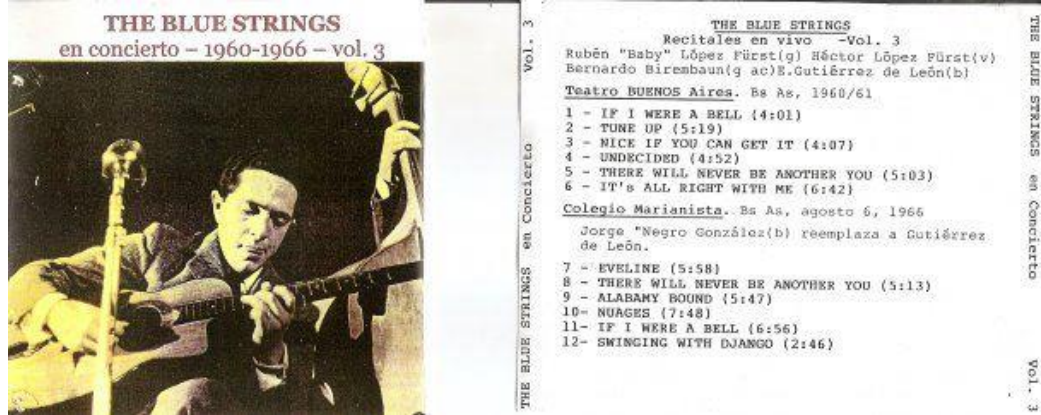 THE BLUE STRINGS
en concierto – 1960-1966 – vol. 3
THE BLUE STRINGS en Concierto Vol. 3
THE BLUE STRINGS
Recitales en vivo -Vol. 3
Rubén "Baby" López Fürst(g) Héctor López Fürst(v)
Bernardo Birembaun(g ac)E.Gutiérrez de León(b)
Teatro BUENOS Aires. Bs As, 1960/61
1 - IF I WERE A BELL (4:01)
2 - TUNE UP (5:19)
3 - NICE IF YOU CAN GET IT (4:07)
4 - UNDECIDED (4:52)
5 - THERE WILL NEVER BE ANOTHER YOU (5:03)
6 - IT's ALL RIGHT WITH ME (6:42)
Colegio Marianista. Bs As, agosto 6, 1966
Jorge "Negro González(b) reemplaza a Gutiérrez
de León.
7 - EVELINE (5:58)
8 - THERE WILL NEVER BE ANOTHER YOU (5:13)
9 - ALABAMY BOUND (5:47)
10- NUAGES (7:48)
11- IF I WERE A BELL (6:56)
12- SWINGING WITH DJANGO (2:46)
THE BLUE STRINGS en Concierto Vol. 3